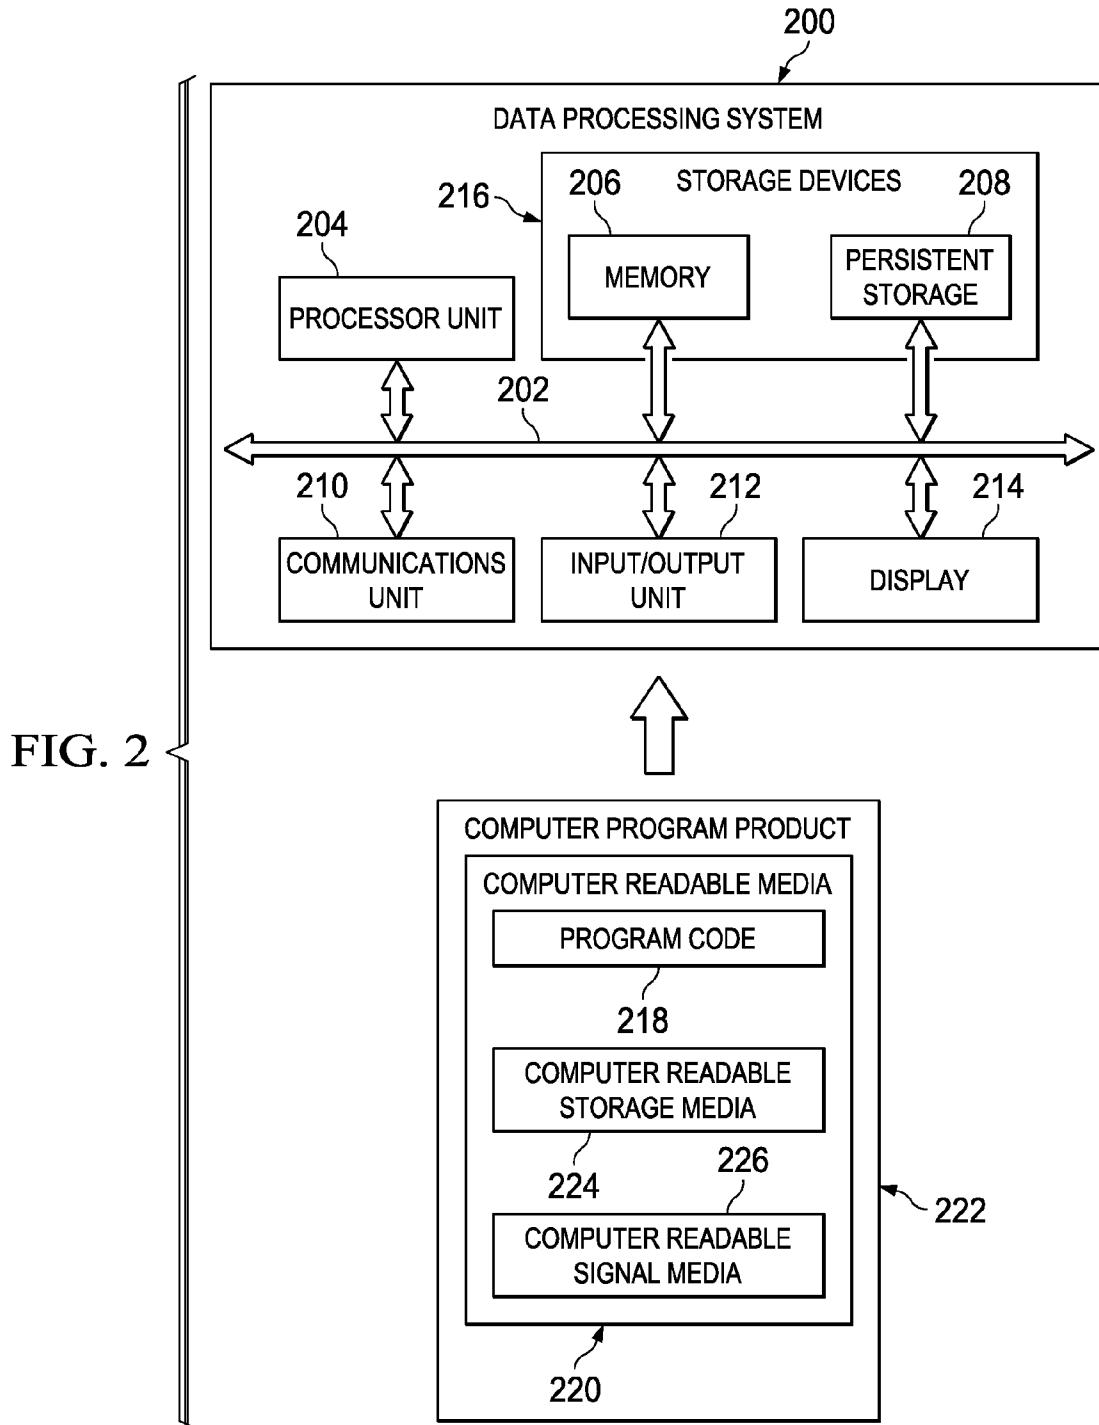 200
DATA PROCESSING SYSTEM
216
206
STORAGE DEVICES
208
204
MEMORY
PERSISTENT
STORAGE
PROCESSOR UNIT
202
210
212
214
COMMUNICATIONS
UNIT
INPUT/OUTPUT
UNIT
DISPLAY
FIG. 2
COMPUTER PROGRAM PRODUCT
COMPUTER READABLE MEDIA
PROGRAM CODE
218
COMPUTER READABLE
STORAGE MEDIA
224
226
222
COMPUTER READABLE
SIGNAL MEDIA
220